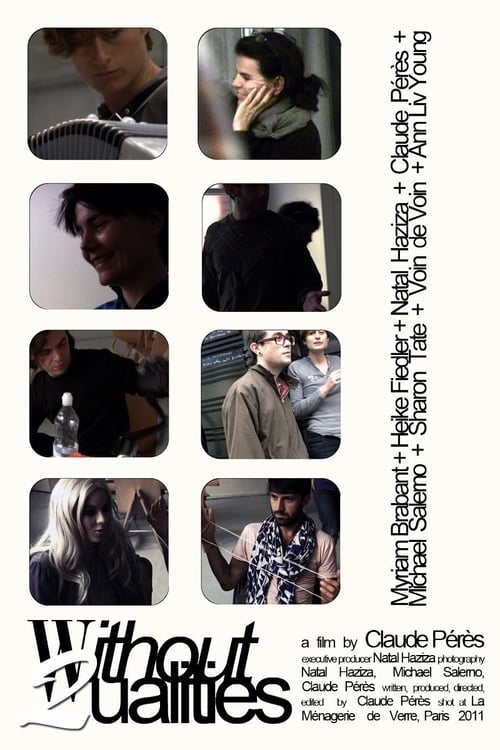 Myriam Brabant + Heike Fiedler + Natal Haziza + Claude Pérès +
Michael Salerno + Sharon Tate + Voin de Voin + Ann Liv Young
Without
Qualities
a film by Claude Pérès
executive producer Natal Haziza photography
Natal Haziza, Michael Salerno,
Claude Pérès written, produced, directed,
edited by Claude Pérès shot at La
Ménagerie de Verre, Paris 2011